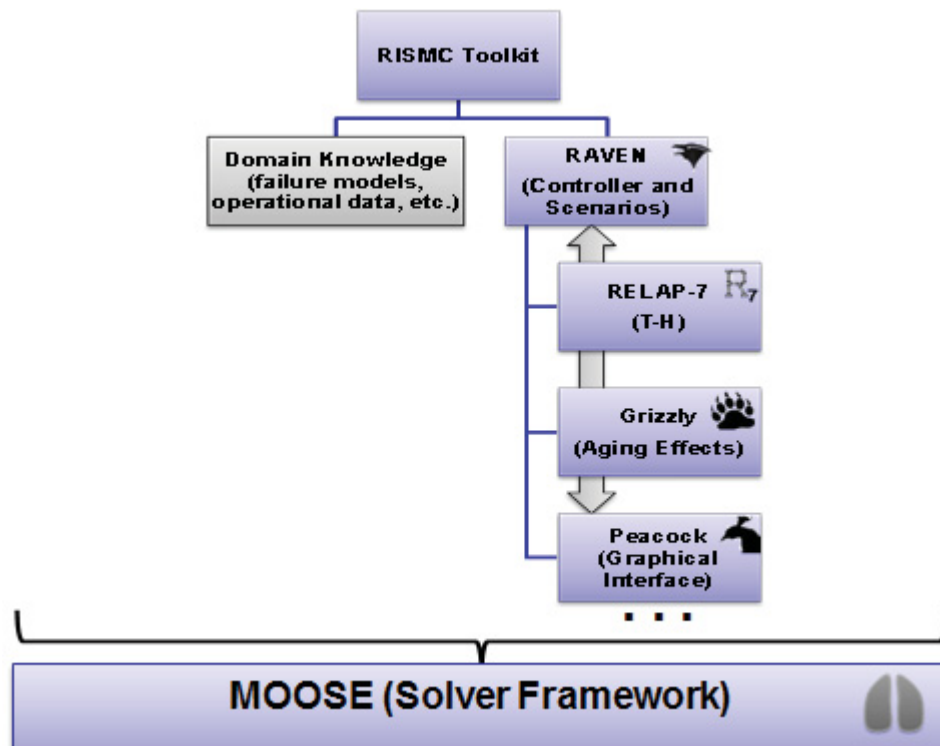 RISMC Toolkit
Domain Knowledge
(failure models,
operational data, etc.)
RAVEN
(Controller and
Scenarios)
RELAP-7
(T-H)
R7
Grizzly
(Aging Effects)
Peacock
(Graphical
Interface)
. . .
MOOSE (Solver Framework)